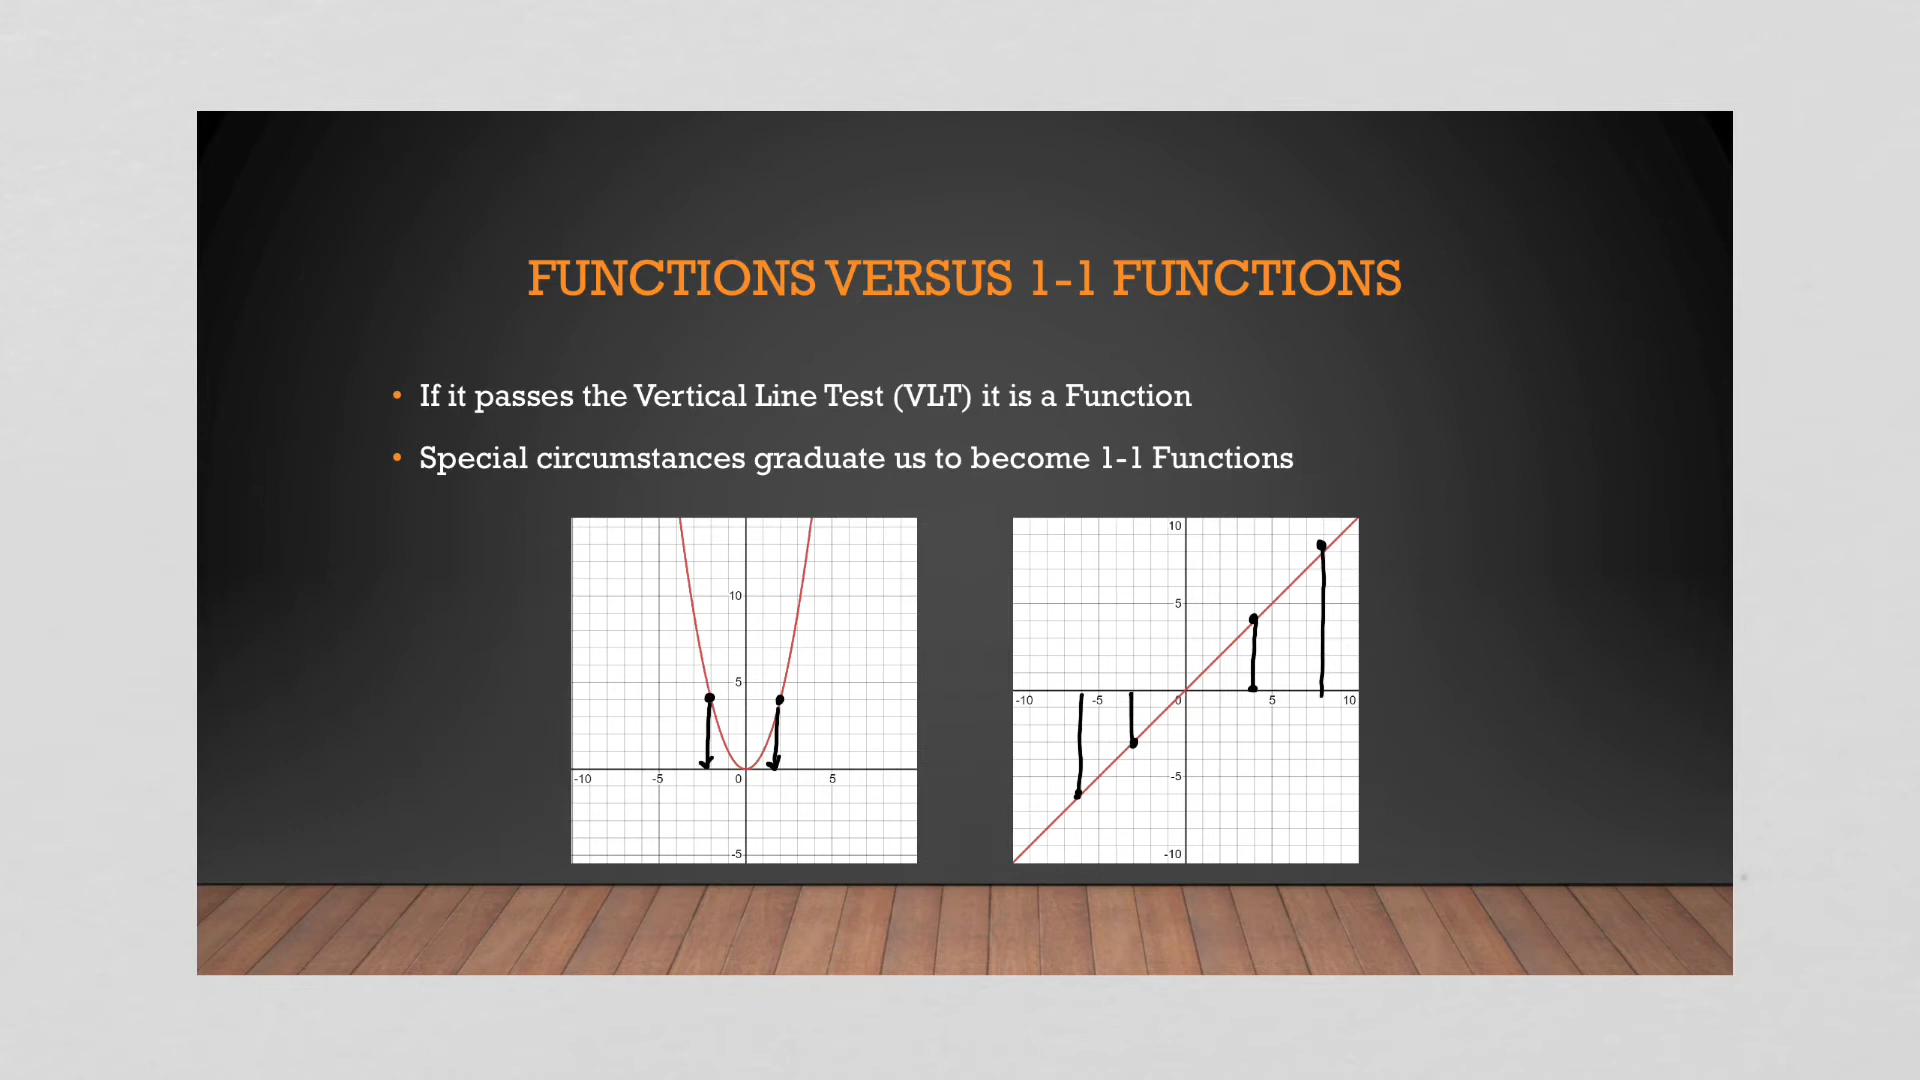 FUNCTIONS VERSUS 1-1 FUNCTIONS
• If it passes the Vertical Line Test (VLT) it is a Function
• Special circumstances graduate us to become 1-1 Functions
10
5
-10 -5 0 5
-5
10
5
-10 -5 0 5 10
-5
-10